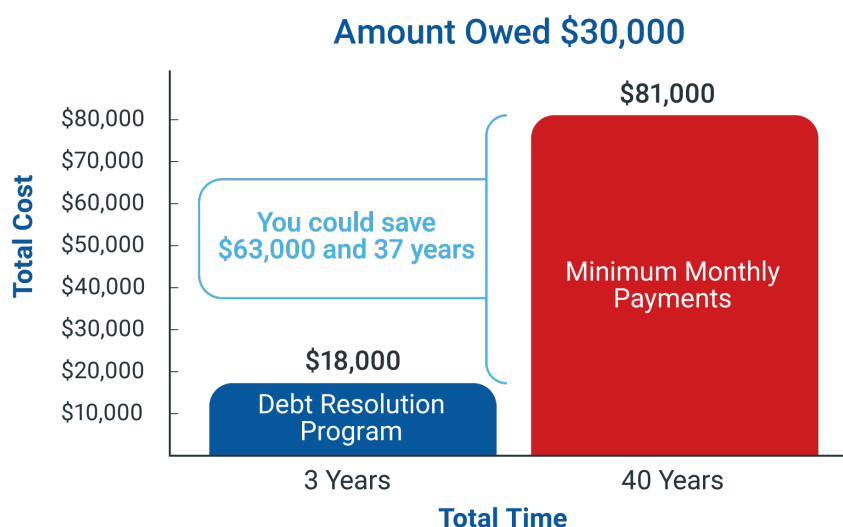 Amount Owed $30,000
Total Cost
$80,000
$70,000
$60,000
$50,000
$40,000
$30,000
$20,000
$10,000
You could save
$63,000 and 37 years
$18,000
Debt Resolution
Program
$81,000
Minimum Monthly
Payments
3 Years
40 Years
Total Time